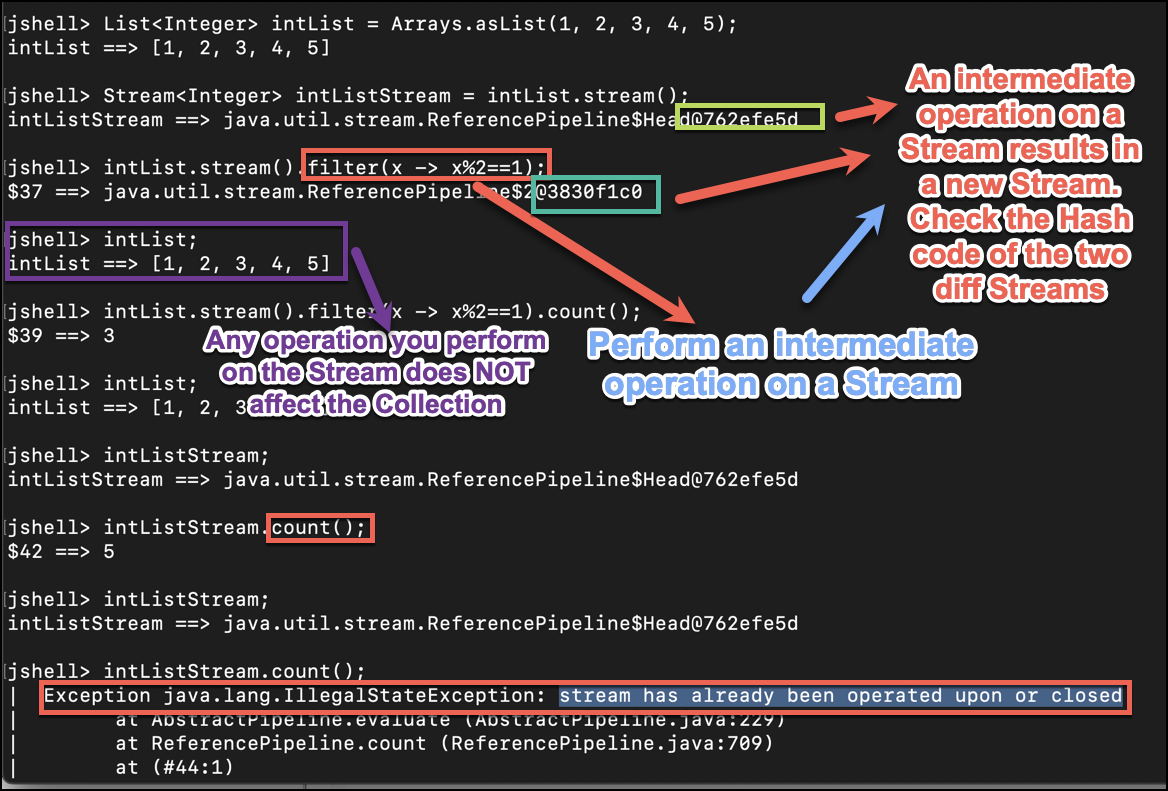 jshell> List<Integer> intList = Arrays.asList(1, 2, 3, 4, 5);
intList ==> [1, 2, 3, 4, 5]
jshell> Stream<Integer> intListStream = intList.stream();
intListStream ==> java.util.stream.ReferencePipeline$Head@762efe5d
jshell> intList.stream().filter(x -> x%2==1);
$37 ==> java.util.stream.ReferencePipeline$2@3830f1c0
jshell> intList;
intList ==> [1, 2, 3, 4, 5]
jshell> intList.stream().filter(x -> x%2==1).count();
$39 ==> 3
jshell> intList;
intList ==> [1, 2, 3
jshell> intListStream;
intListStream ==> java.util.stream.ReferencePipeline$Head@762efe5d
jshell> intListStream.count();
$42 ==> 5
jshell> intListStream;
intListStream ==> java.util.stream.ReferencePipeline$Head@762efe5d
jshell> intListStream.count();
| Exception java.lang.IllegalStateException: stream has already been operated upon or closed
| at AbstractPipeline.evaluate (AbstractPipeline.java:229)
| at ReferencePipeline.count (ReferencePipeline.java:709)
| at (#44:1)
An intermediate
operation on a
Stream results in
a new Stream.
Check the Hash
code of the two
diff Streams
Any operation you perform
on the Stream does NOT
affect the Collection
Perform an intermediate
operation on a Stream